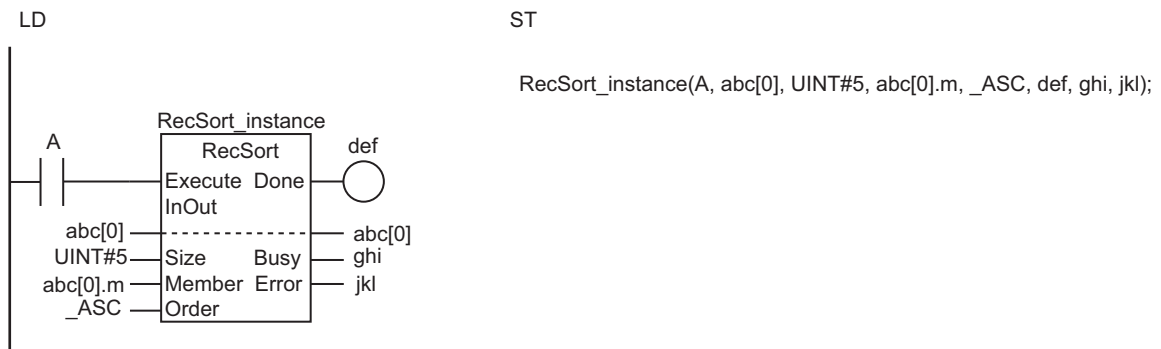 LD
ST
RecSort_instance(A, abc[0], UINT#5, abc[0].m, _ASC, def, ghi, jkl);
RecSort_instance
A
RecSort
def
Execute Done
InOut
abc[0] abc[0]
UINT#5 Size Busy ghi
abc[0].m Member Error jkl
_ASC Order